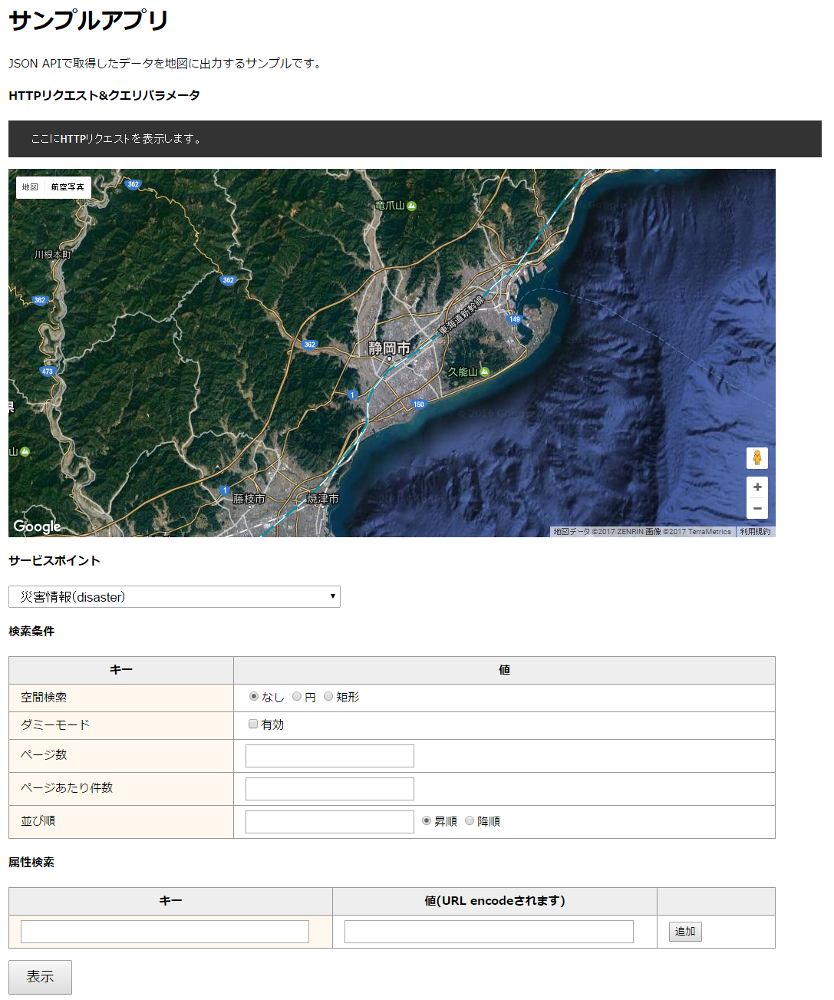 サンプルアプリ
JSON APIで取得したデータを地図に出力するサンプルです。
HTTPリクエスト&クエリパラメータ
ここにHTTPリクエストを表示します。
地図 航空写真
362
竜爪山
川根本町
362
362
東海道新幹線
149
静岡市
362
473
久能山
1
150
県
山
1
藤枝市
焼津市
Google
地図データ ©2017 ZENRIN 画像 ©2017 TerraMetrics 利用規約
サービスポイント
災害情報(disaster)
検索条件
キー 値
空間検索 なし 円 矩形
ダミーモード 有効
ページ数
ページあたり件数
並び順 昇順 降順
属性検索
キー 値(URL encodeされます)
追加
表示